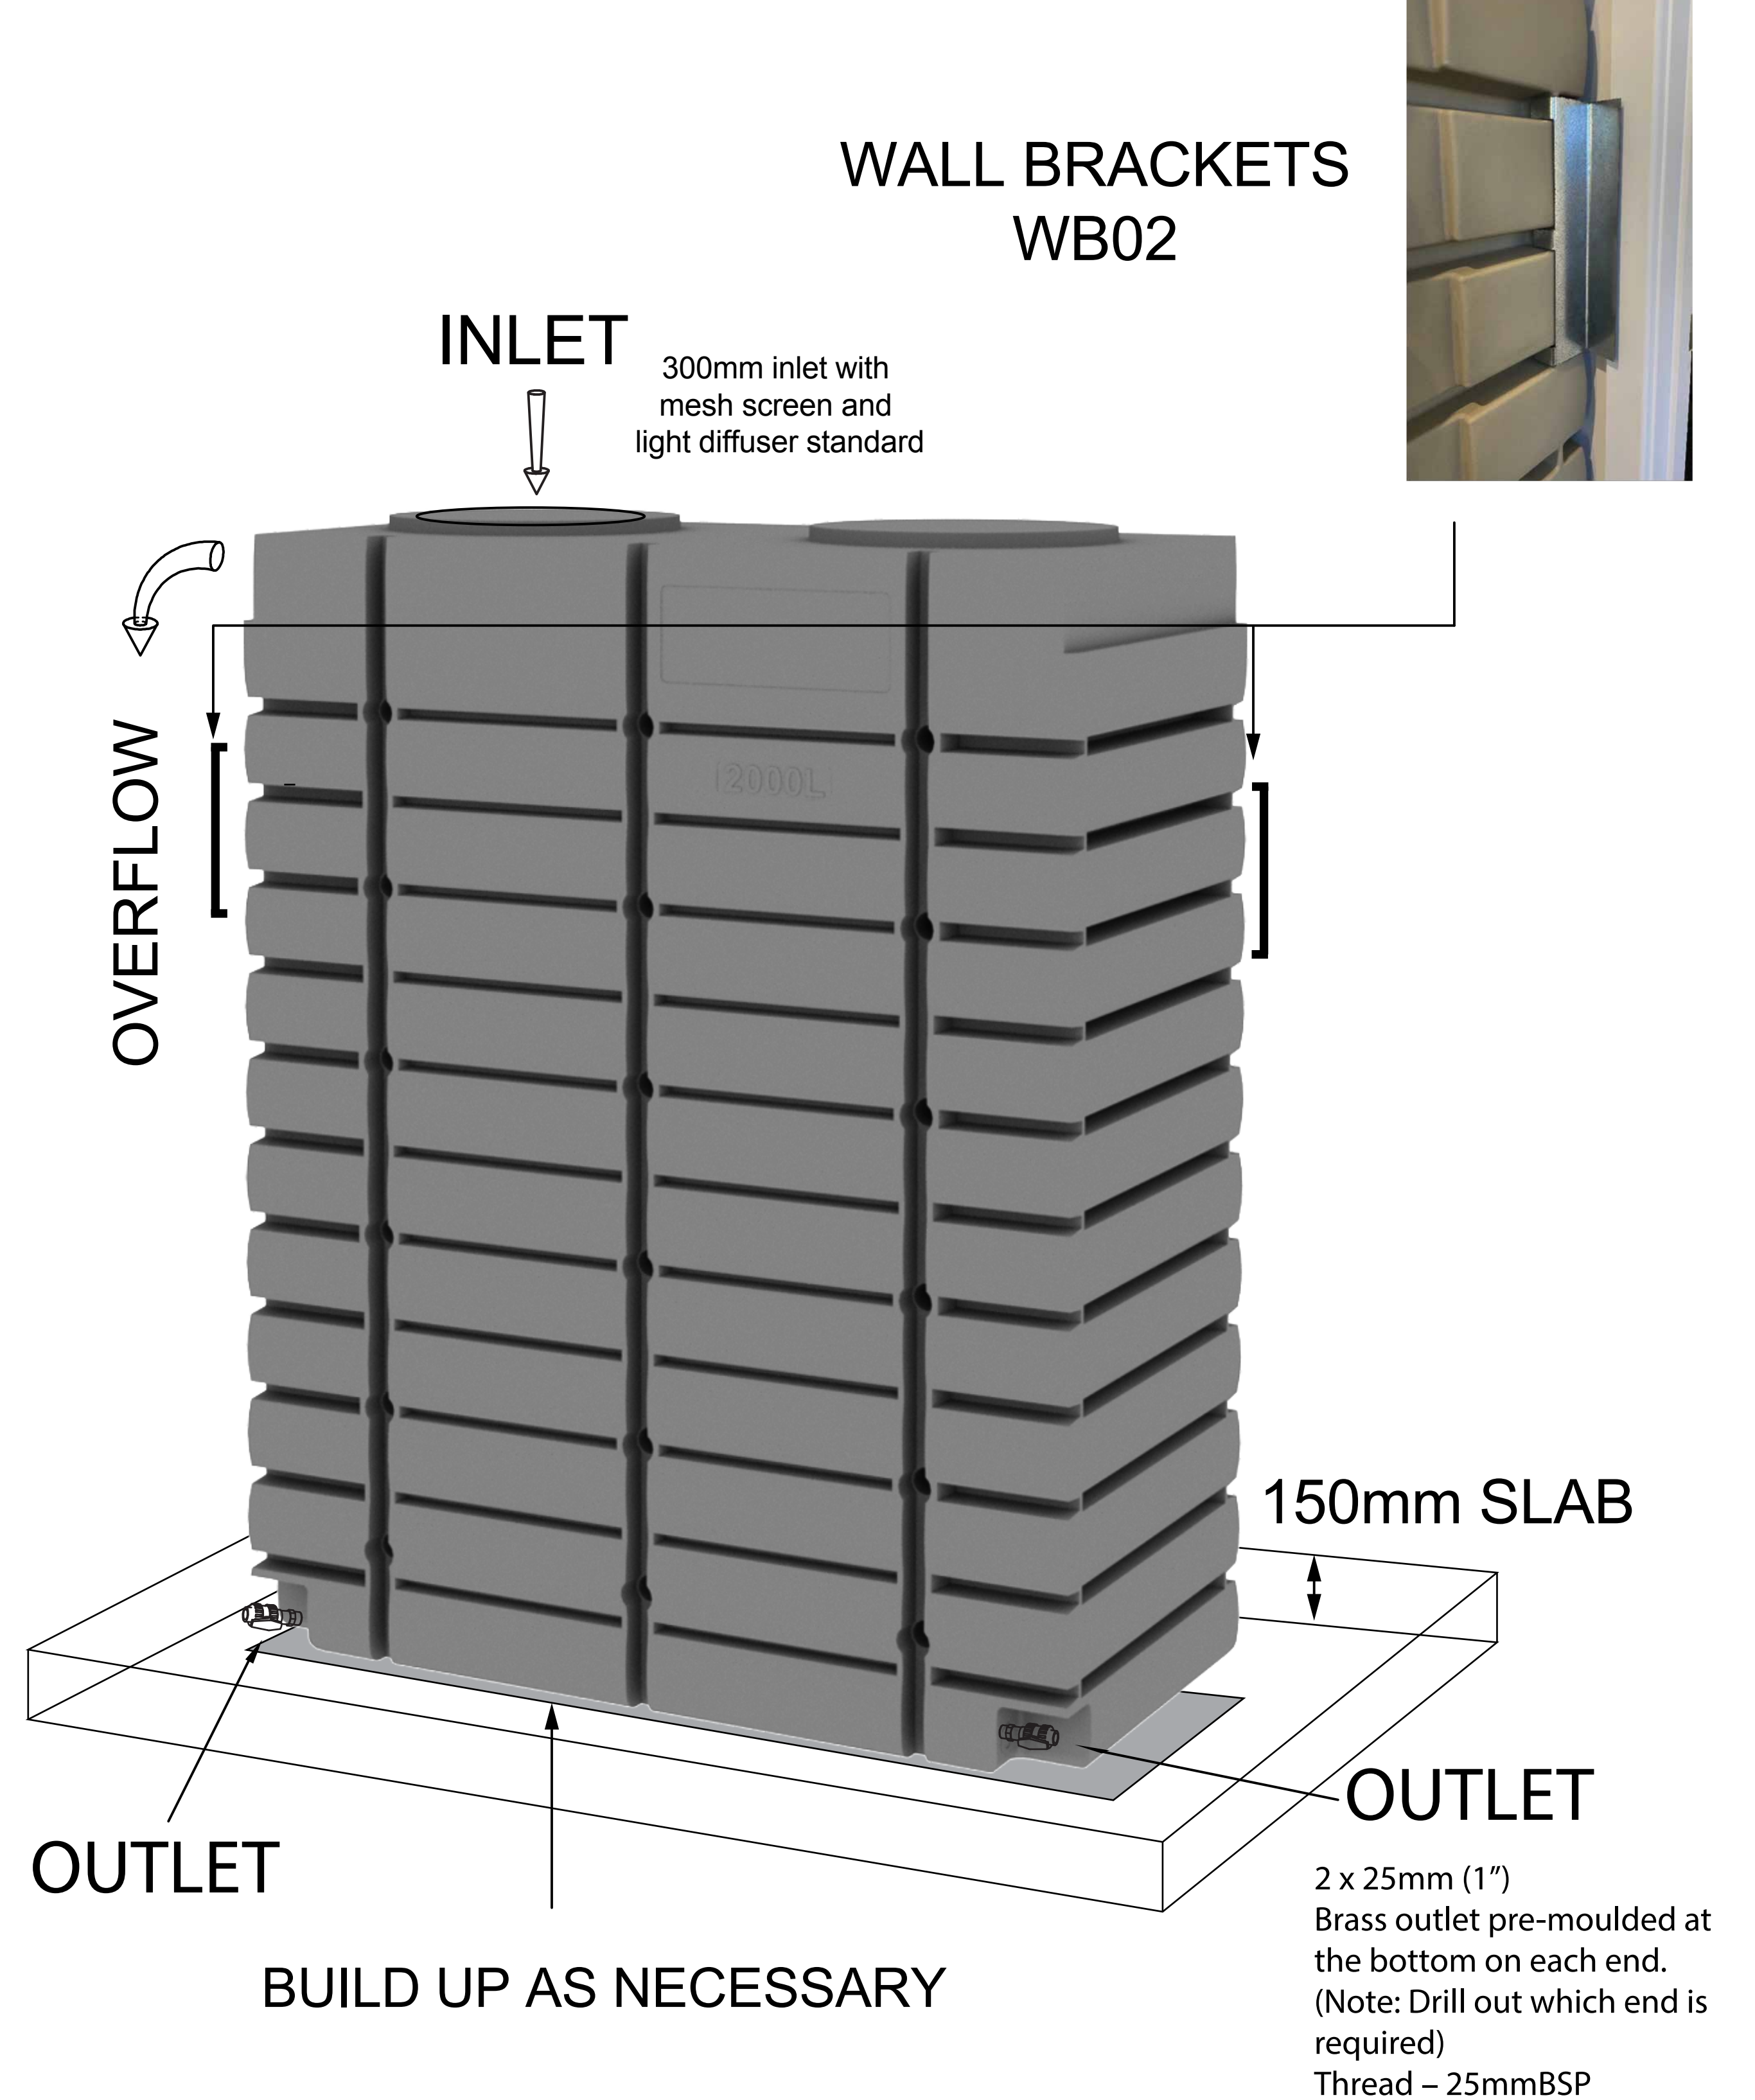 WALL BRACKETS
WB02
INLET
300mm inlet with
mesh screen and
light diffuser standard
OVERFLOW
2000L
150mm SLAB
OUTLET
OUTLET
2 x 25mm (1″)
Brass outlet pre-moulded at
the bottom on each end.
(Note: Drill out which end is
required)
Thread – 25mmBSP
BUILD UP AS NECESSARY